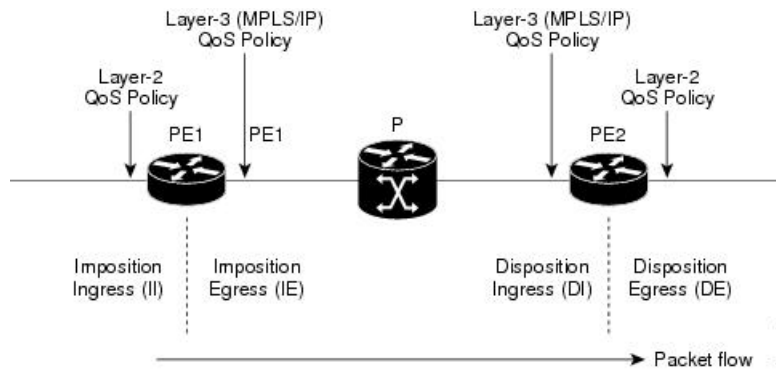 Layer-3 (MPLS/IP)
QoS Policy
Layer-3 (MPLS/IP)
QoS Policy
Layer-2
QoS Policy
Layer-2
QoS Policy
PE1
PE1
P
PE2
Imposition
Ingress (II)
Imposition
Egress (IE)
Disposition
Ingress (DI)
Disposition
Egress (DE)
Packet flow